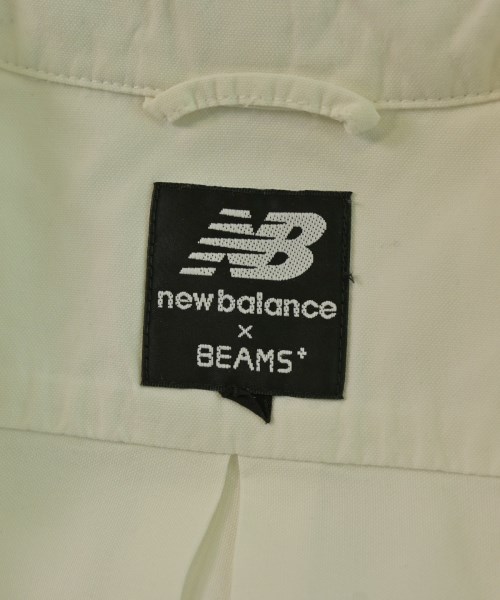 NB
new balance
×
BEAMS+